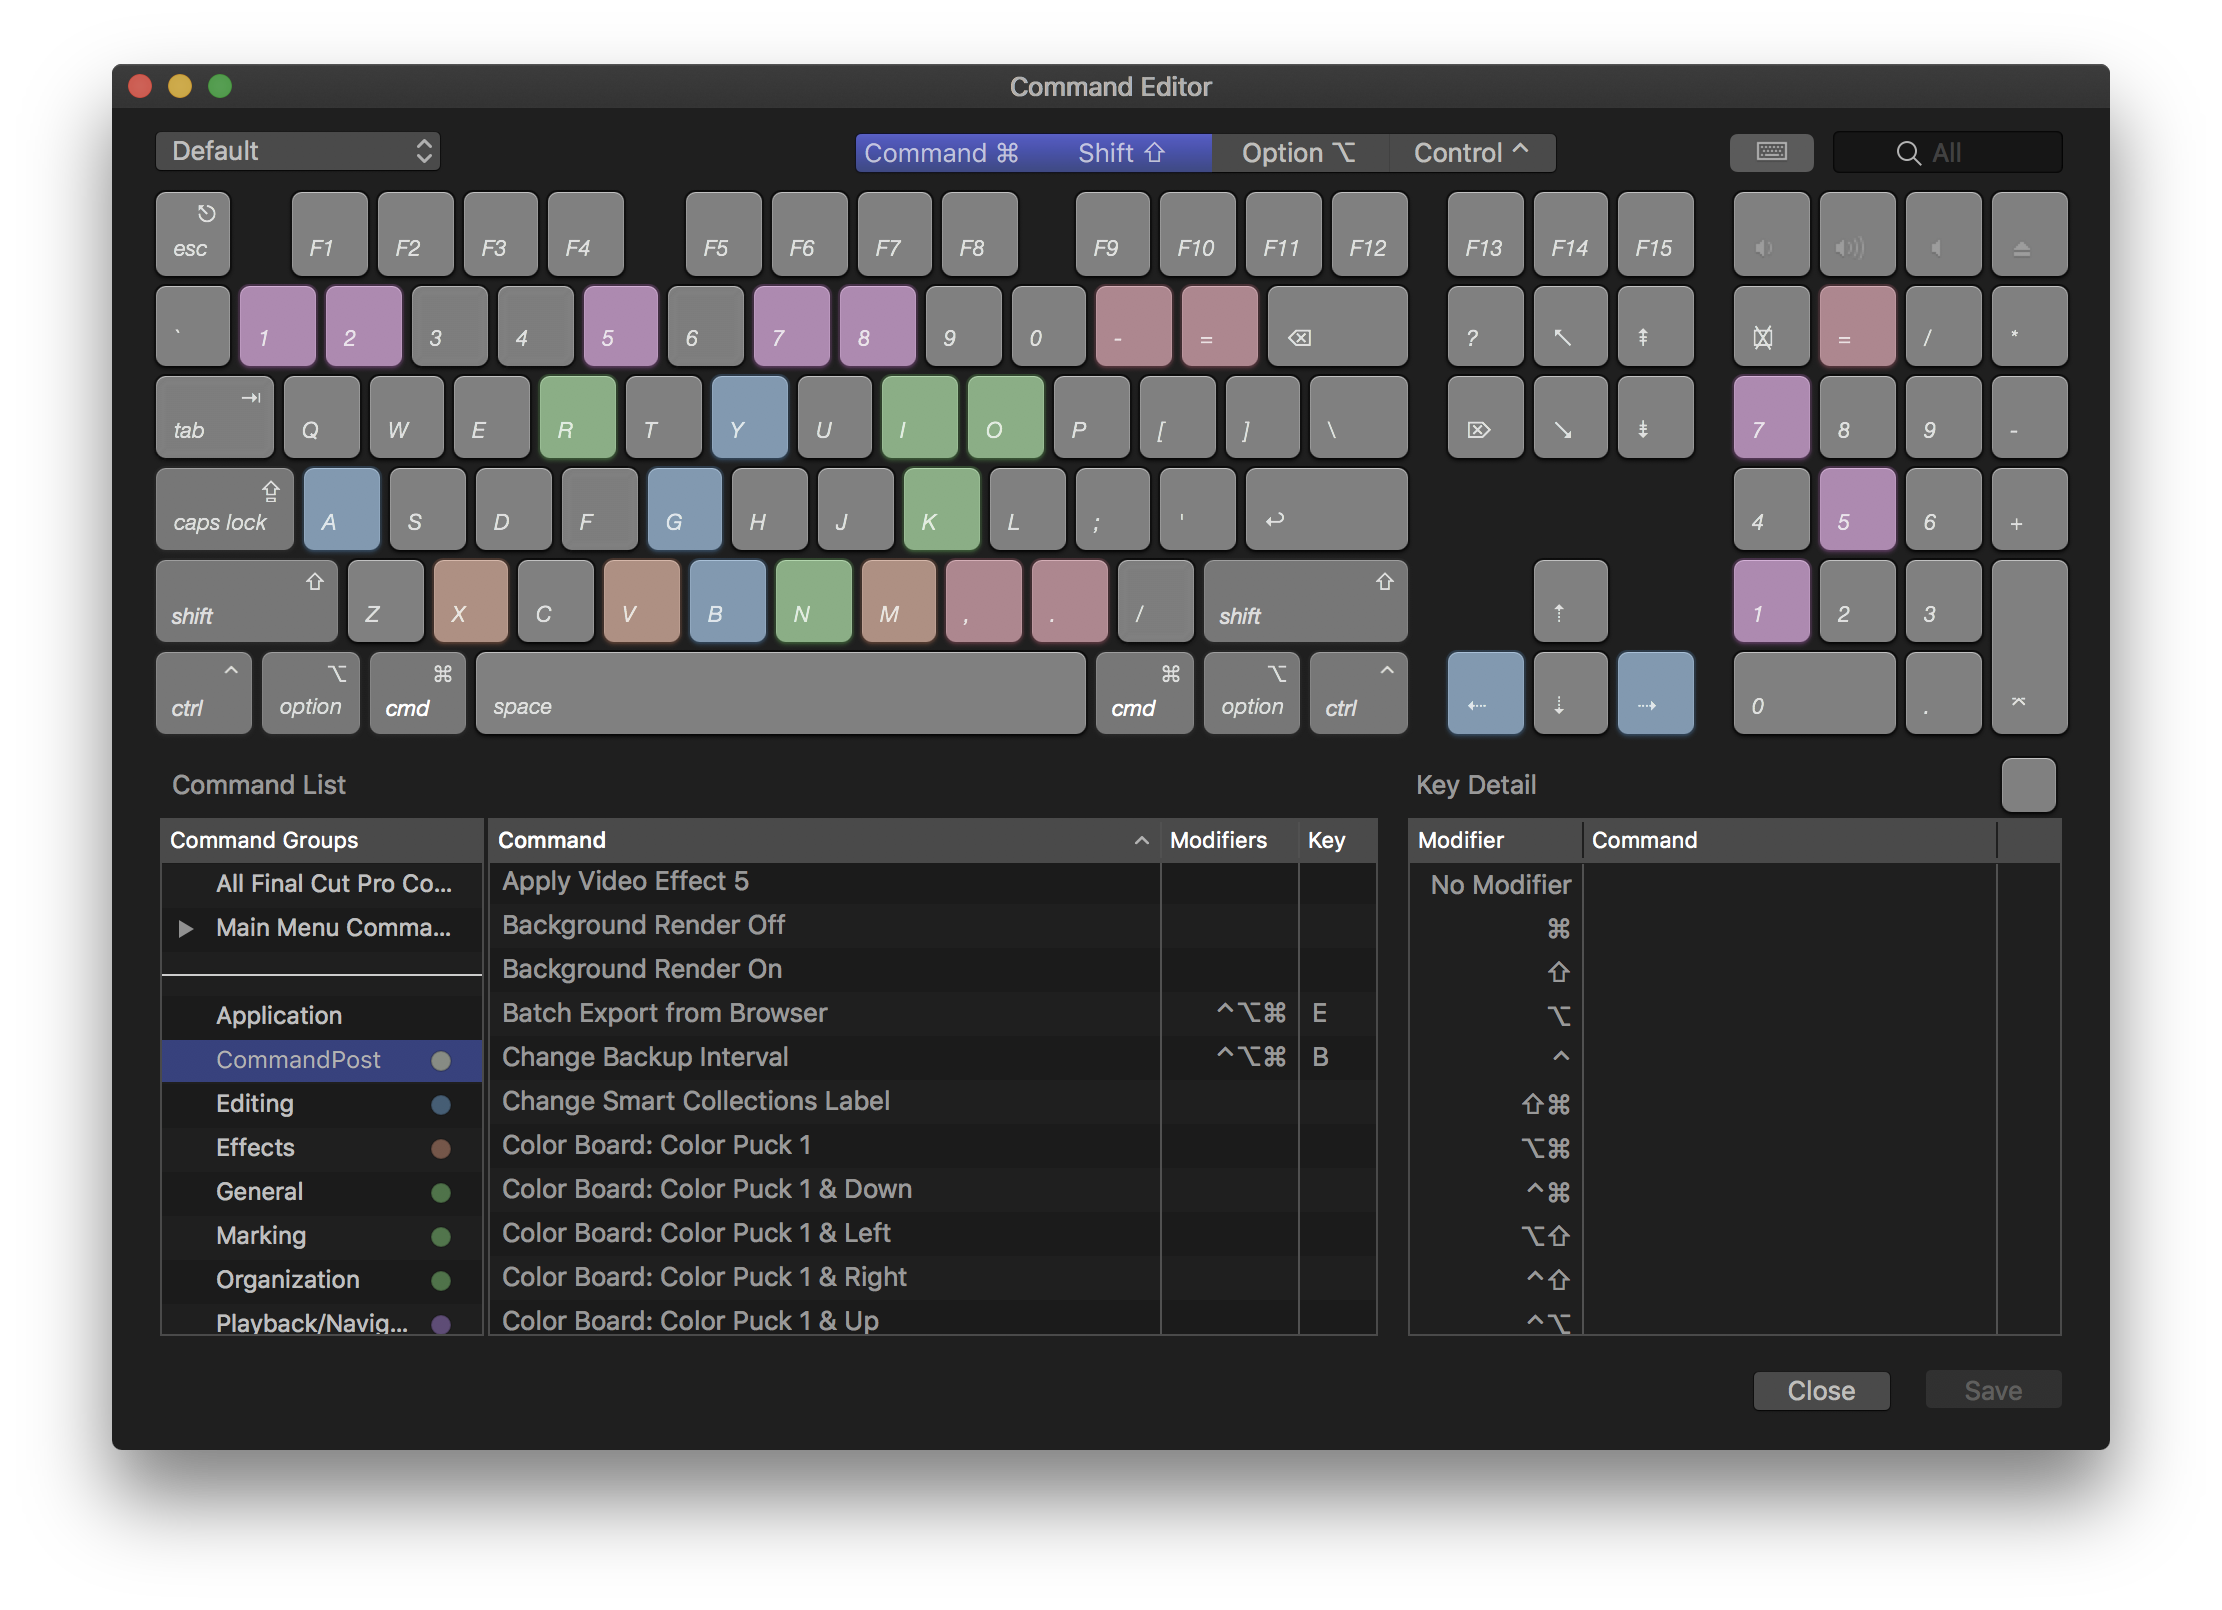 Command Editor
Default
Command ⌘ Shift ⇧ Option ⌥ Control ^
All
esc F1 F2 F3 F4 F5 F6 F7 F8 F9 F10 F11 F12 F13 F14 F15
` 1 2 3 4 5 6 7 8 9 0 - = ⌫ ? ↖ ⇞ = / *
tab ⇥ Q W E R T Y U I O P [ ] \ ⌦ ↘ ⇟ 7 8 9 -
caps lock ⇪ A S D F G H J K L ; ' ↩ 4 5 6 +
shift ⇧ Z X C V B N M , . / shift ⇧ ⇡ 1 2 3
ctrl ^ option ⌥ cmd ⌘ space cmd ⌘ option ⌥ ctrl ^ ⇠ ⇣ ⇢ 0 . ⌤
Command List
Command Groups
All Final Cut Pro Co...
Main Menu Comma...
Application
CommandPost
Editing
Effects
General
Marking
Organization
Playback/Navig...
Command Modifiers Key
Apply Video Effect 5
Background Render Off
Background Render On
Batch Export from Browser ^⌥⌘ E
Change Backup Interval ^⌥⌘ B
Change Smart Collections Label
Color Board: Color Puck 1
Color Board: Color Puck 1 & Down
Color Board: Color Puck 1 & Left
Color Board: Color Puck 1 & Right
Color Board: Color Puck 1 & Up
Key Detail
Modifier Command
No Modifier
⌘
⇧
⌥
^
⇧⌘
⌥⌘
^⌘
⌥⇧
^⇧
^⌥
Close Save